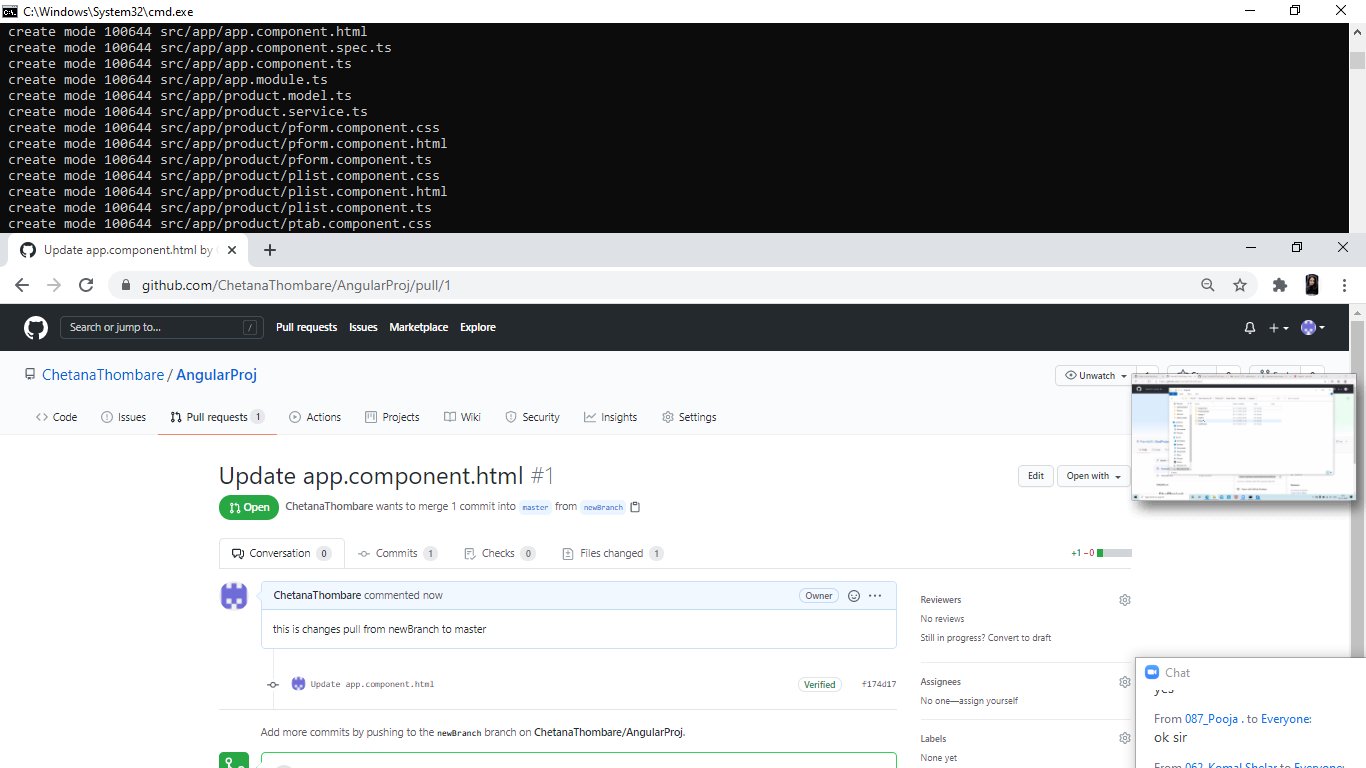 C:\Windows\System32\cmd.exe
create mode 100644 src/app/app.component.html
create mode 100644 src/app/app.component.spec.ts
create mode 100644 src/app/app.component.ts
create mode 100644 src/app/app.module.ts
create mode 100644 src/app/product.model.ts
create mode 100644 src/app/product.service.ts
create mode 100644 src/app/product/pform.component.css
create mode 100644 src/app/product/pform.component.html
create mode 100644 src/app/product/pform.component.ts
create mode 100644 src/app/product/plist.component.css
create mode 100644 src/app/product/plist.component.html
create mode 100644 src/app/product/plist.component.ts
create mode 100644 src/app/product/ptab.component.css
Update app.component.html by
github.com/ChetanaThombare/AngularProj/pull/1
Search or jump to... / Pull requests Issues Marketplace Explore
ChetanaThombare / AngularProj
Unwatch
Code Issues Pull requests 1 Actions Projects Wiki Security Insights Settings
Update app.component.html #1
Edit Open with
Open ChetanaThombare wants to merge 1 commit into master from newBranch
Conversation 0 Commits 1 Checks 0 Files changed 1 +1 −0
ChetanaThombare commented now Owner
this is changes pull from newBranch to master
Update app.component.html Verified f174d17
Add more commits by pushing to the newBranch branch on ChetanaThombare/AngularProj.
Reviewers
No reviews
Still in progress? Convert to draft
Assignees
No one—assign yourself
Labels
None yet
Chat
yes
From 087_Pooja . to Everyone:
ok sir
From 062_Komal Shelar to Everyone: